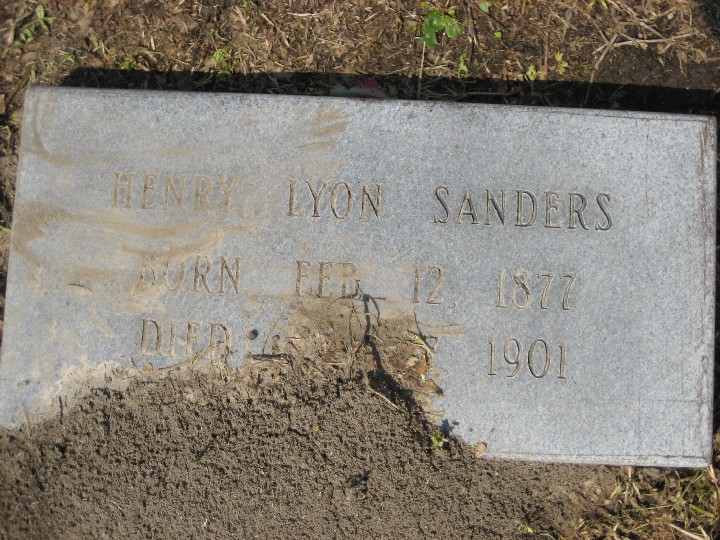 HENRY LYON SANDERS
BORN FEB. 12, 1877
DIED 1901